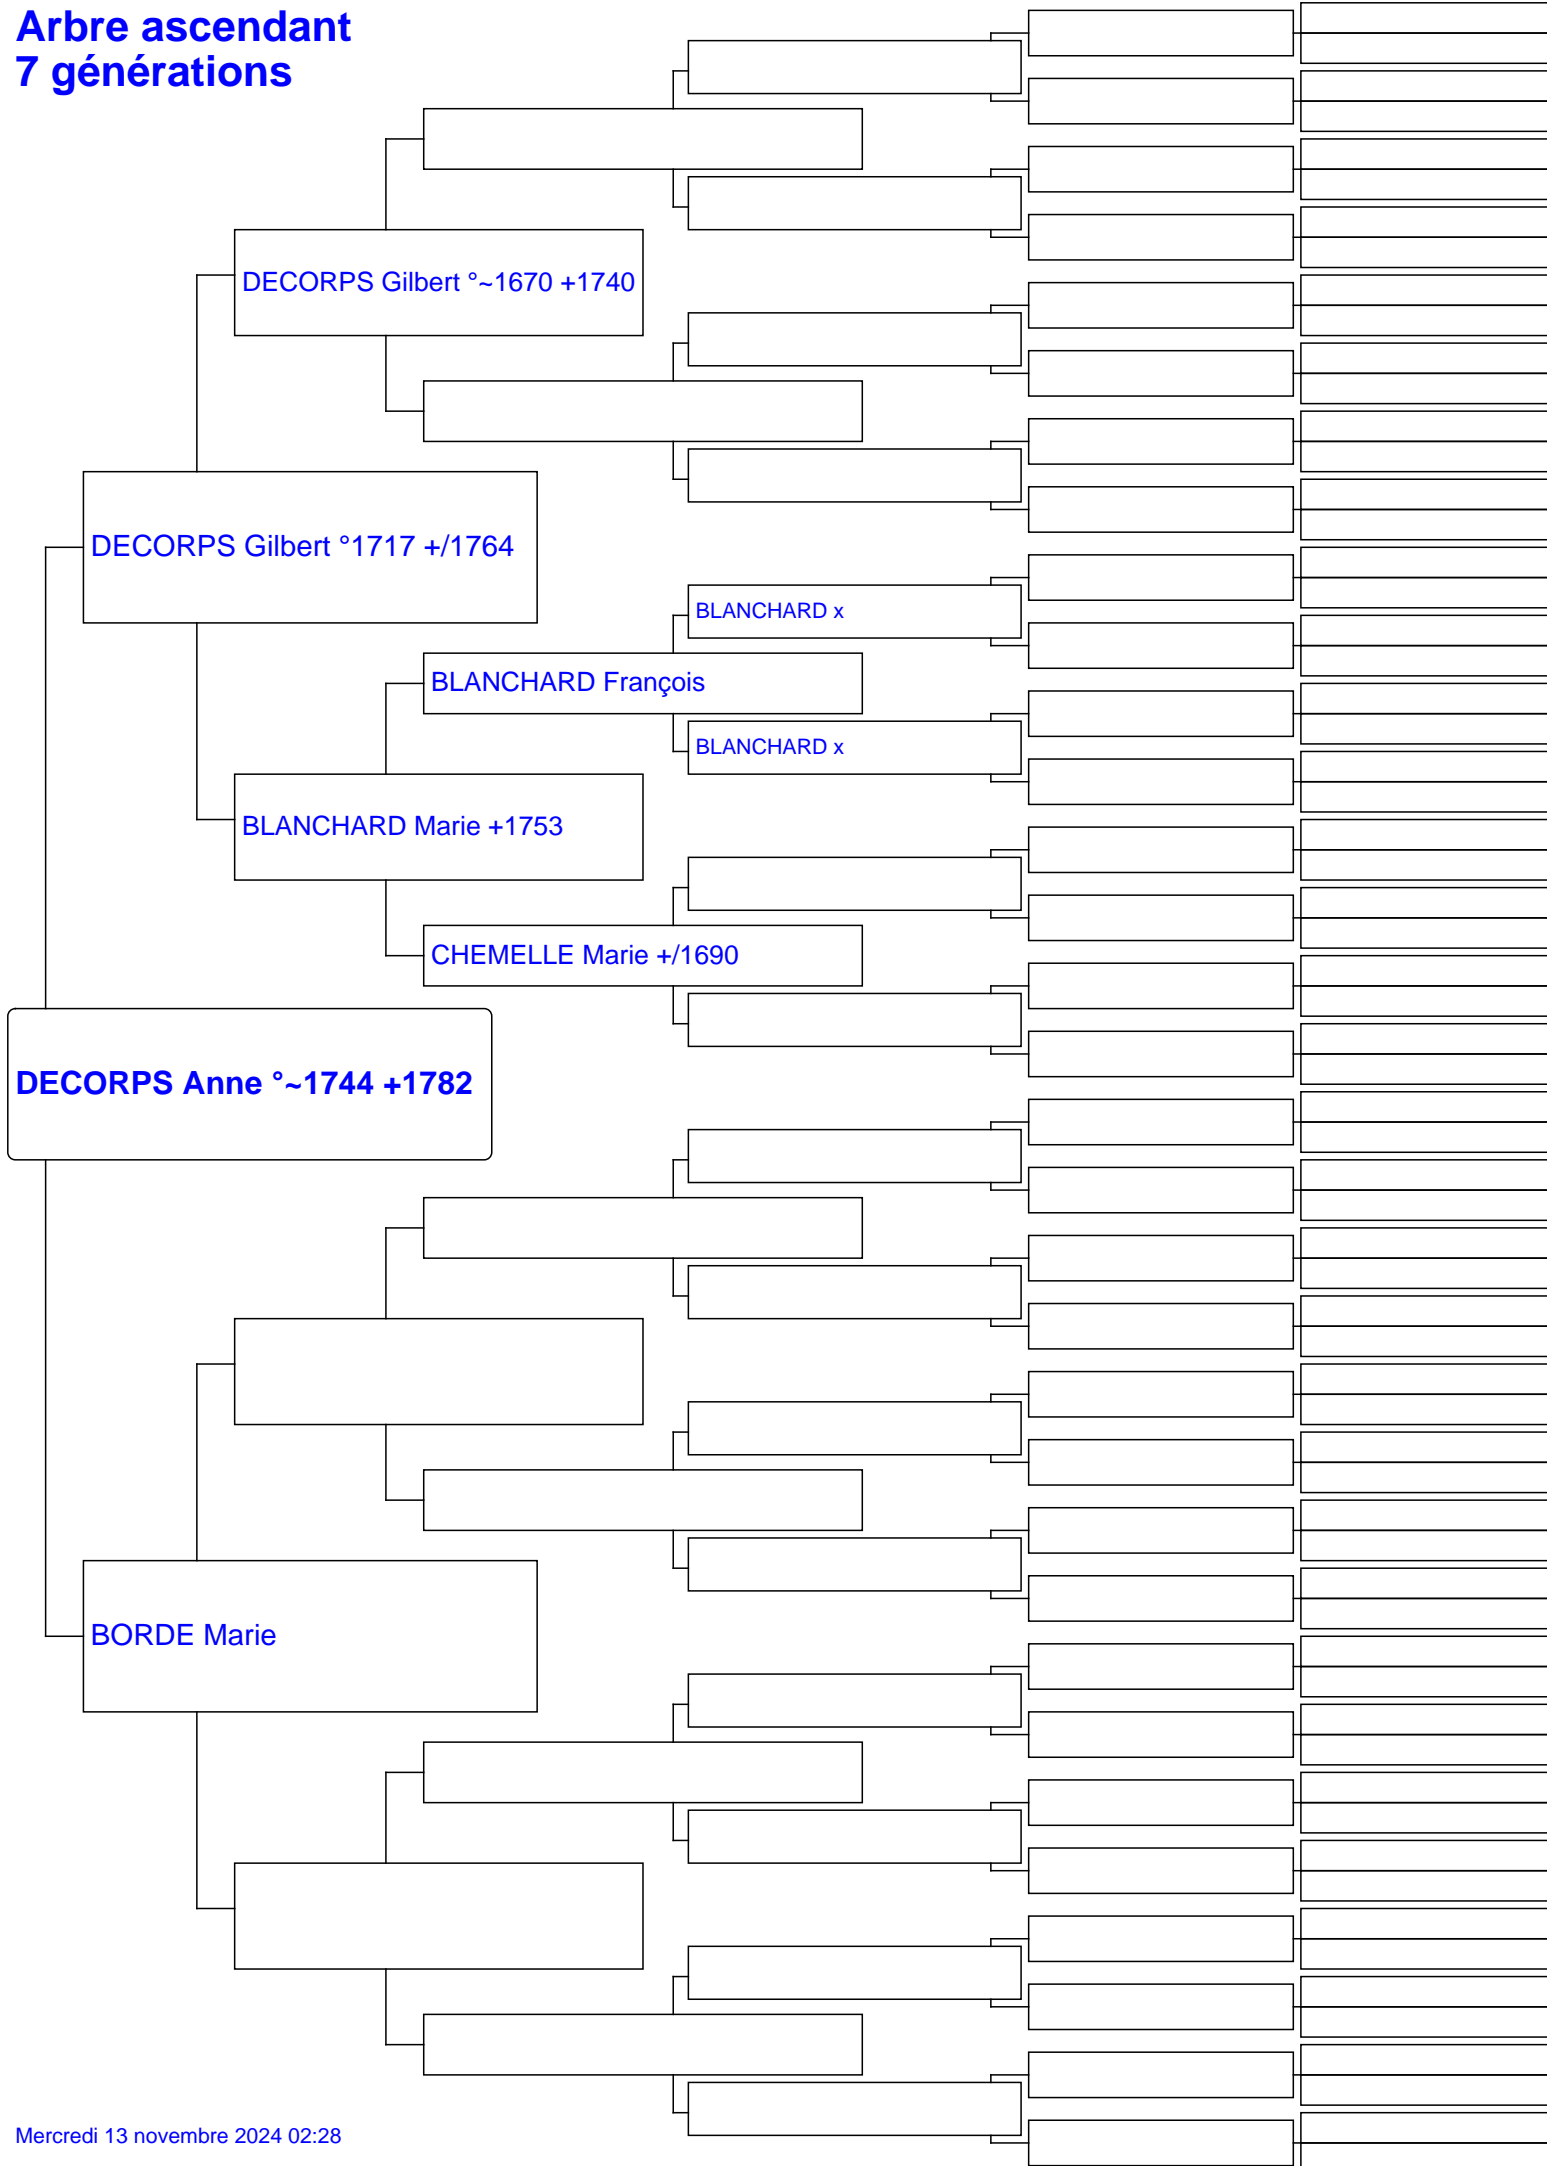 Arbre ascendant
7 générations
DECORPS Gilbert °~1670 +1740
DECORPS Gilbert °1717 +/1764
BLANCHARD x
BLANCHARD François
BLANCHARD x
BLANCHARD Marie +1753
CHEMELLE Marie +/1690
DECORPS Anne °~1744 +1782
BORDE Marie
Mercredi 13 novembre 2024 02:28